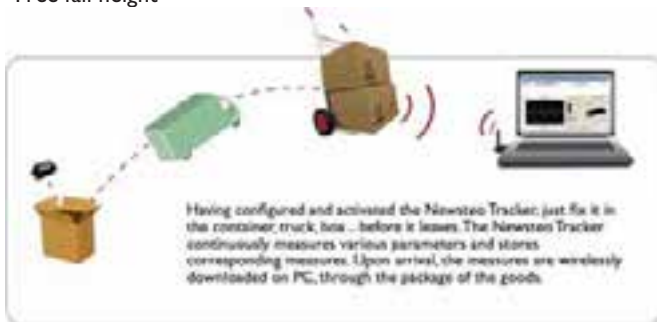 Free fall height
Having configured and activated the Newsteo Tracker, just fix it in
the container, truck, box ... before it leaves. The Newsteo Tracker
continuously measures various parameters and stores
corresponding measures. Upon arrival, the measures are wirelessly
downloaded on PC, through the package of the goods.